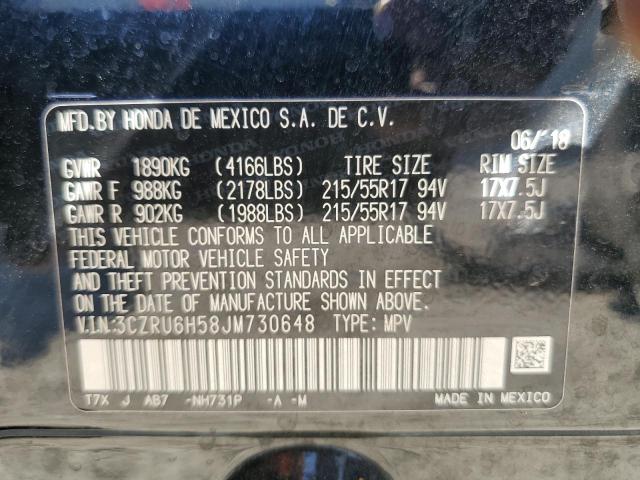 MFD.BY HONDA DE MEXICO S.A. DE C.V.
06/'18
GVWR 1890KG (4166LBS) TIRE SIZE RIM SIZE
GAWR F 988KG (2178LBS) 215/55R17 94V 17X7.5J
GAWR R 902KG (1988LBS) 215/55R17 94V 17X7.5J
THIS VEHICLE CONFORMS TO ALL APPLICABLE
FEDERAL MOTOR VEHICLE SAFETY
AND THEFT PREVENTION STANDARDS IN EFFECT
ON THE DATE OF MANUFACTURE SHOWN ABOVE.
V.I.N:3CZRU6H58JM730648 TYPE: MPV
T7X J AB7 -NH731P -A -M MADE IN MEXICO